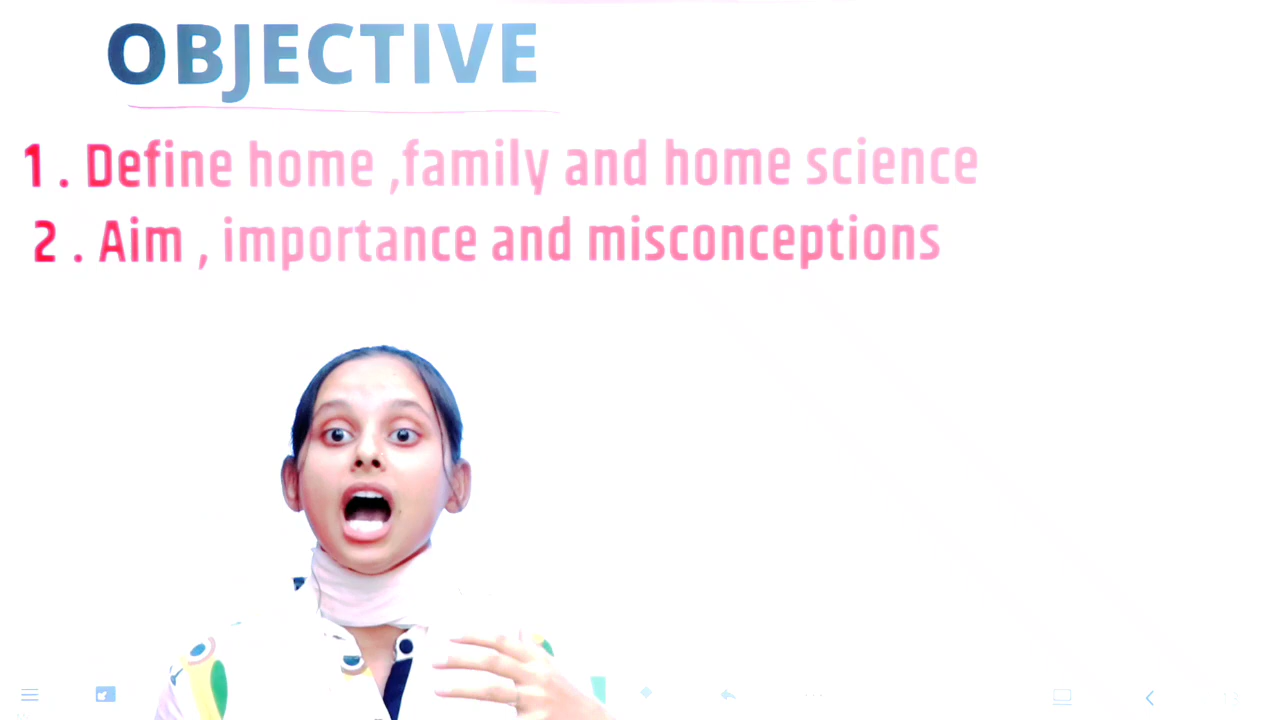 OBJECTIVE
1 . Define home ,family and home science
2 . Aim , importance and misconceptions